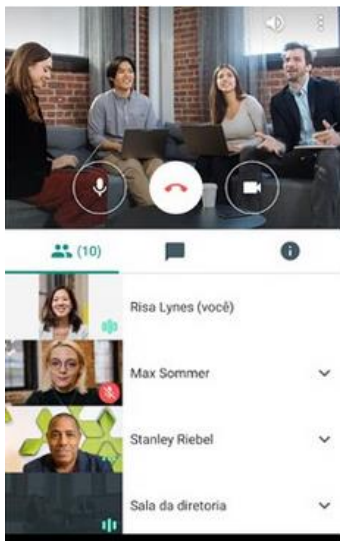 (10)
Risa Lynes (você)
Max Sommer
Stanley Riebel
Sala da diretoria